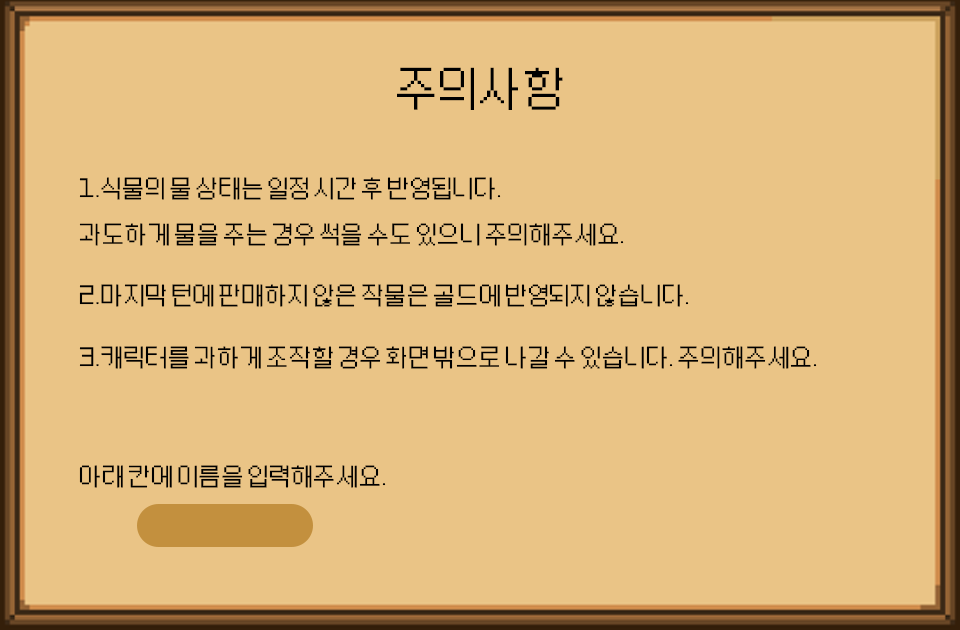 주의사항
1.식물의 물 상태는 일정 시간 후 반영됩니다.
과도하게 물을 주는 경우 썩을 수도 있으니 주의해주세요.
2.마지막 턴에 판매하지 않은 작물은 골드에 반영되지 않습니다.
3.캐릭터를 과하게 조작할 경우 화면 밖으로 나갈 수 있습니다. 주의해주세요.
아래 칸에 이름을 입력해주세요.